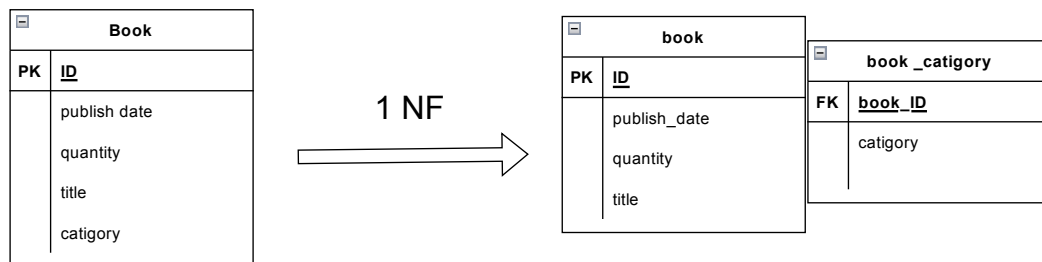 Book
PK ID
publish date
quantity
title
catigory
1 NF
book
PK ID
publish_date
quantity
title
book _catigory
FK book_ID
catigory